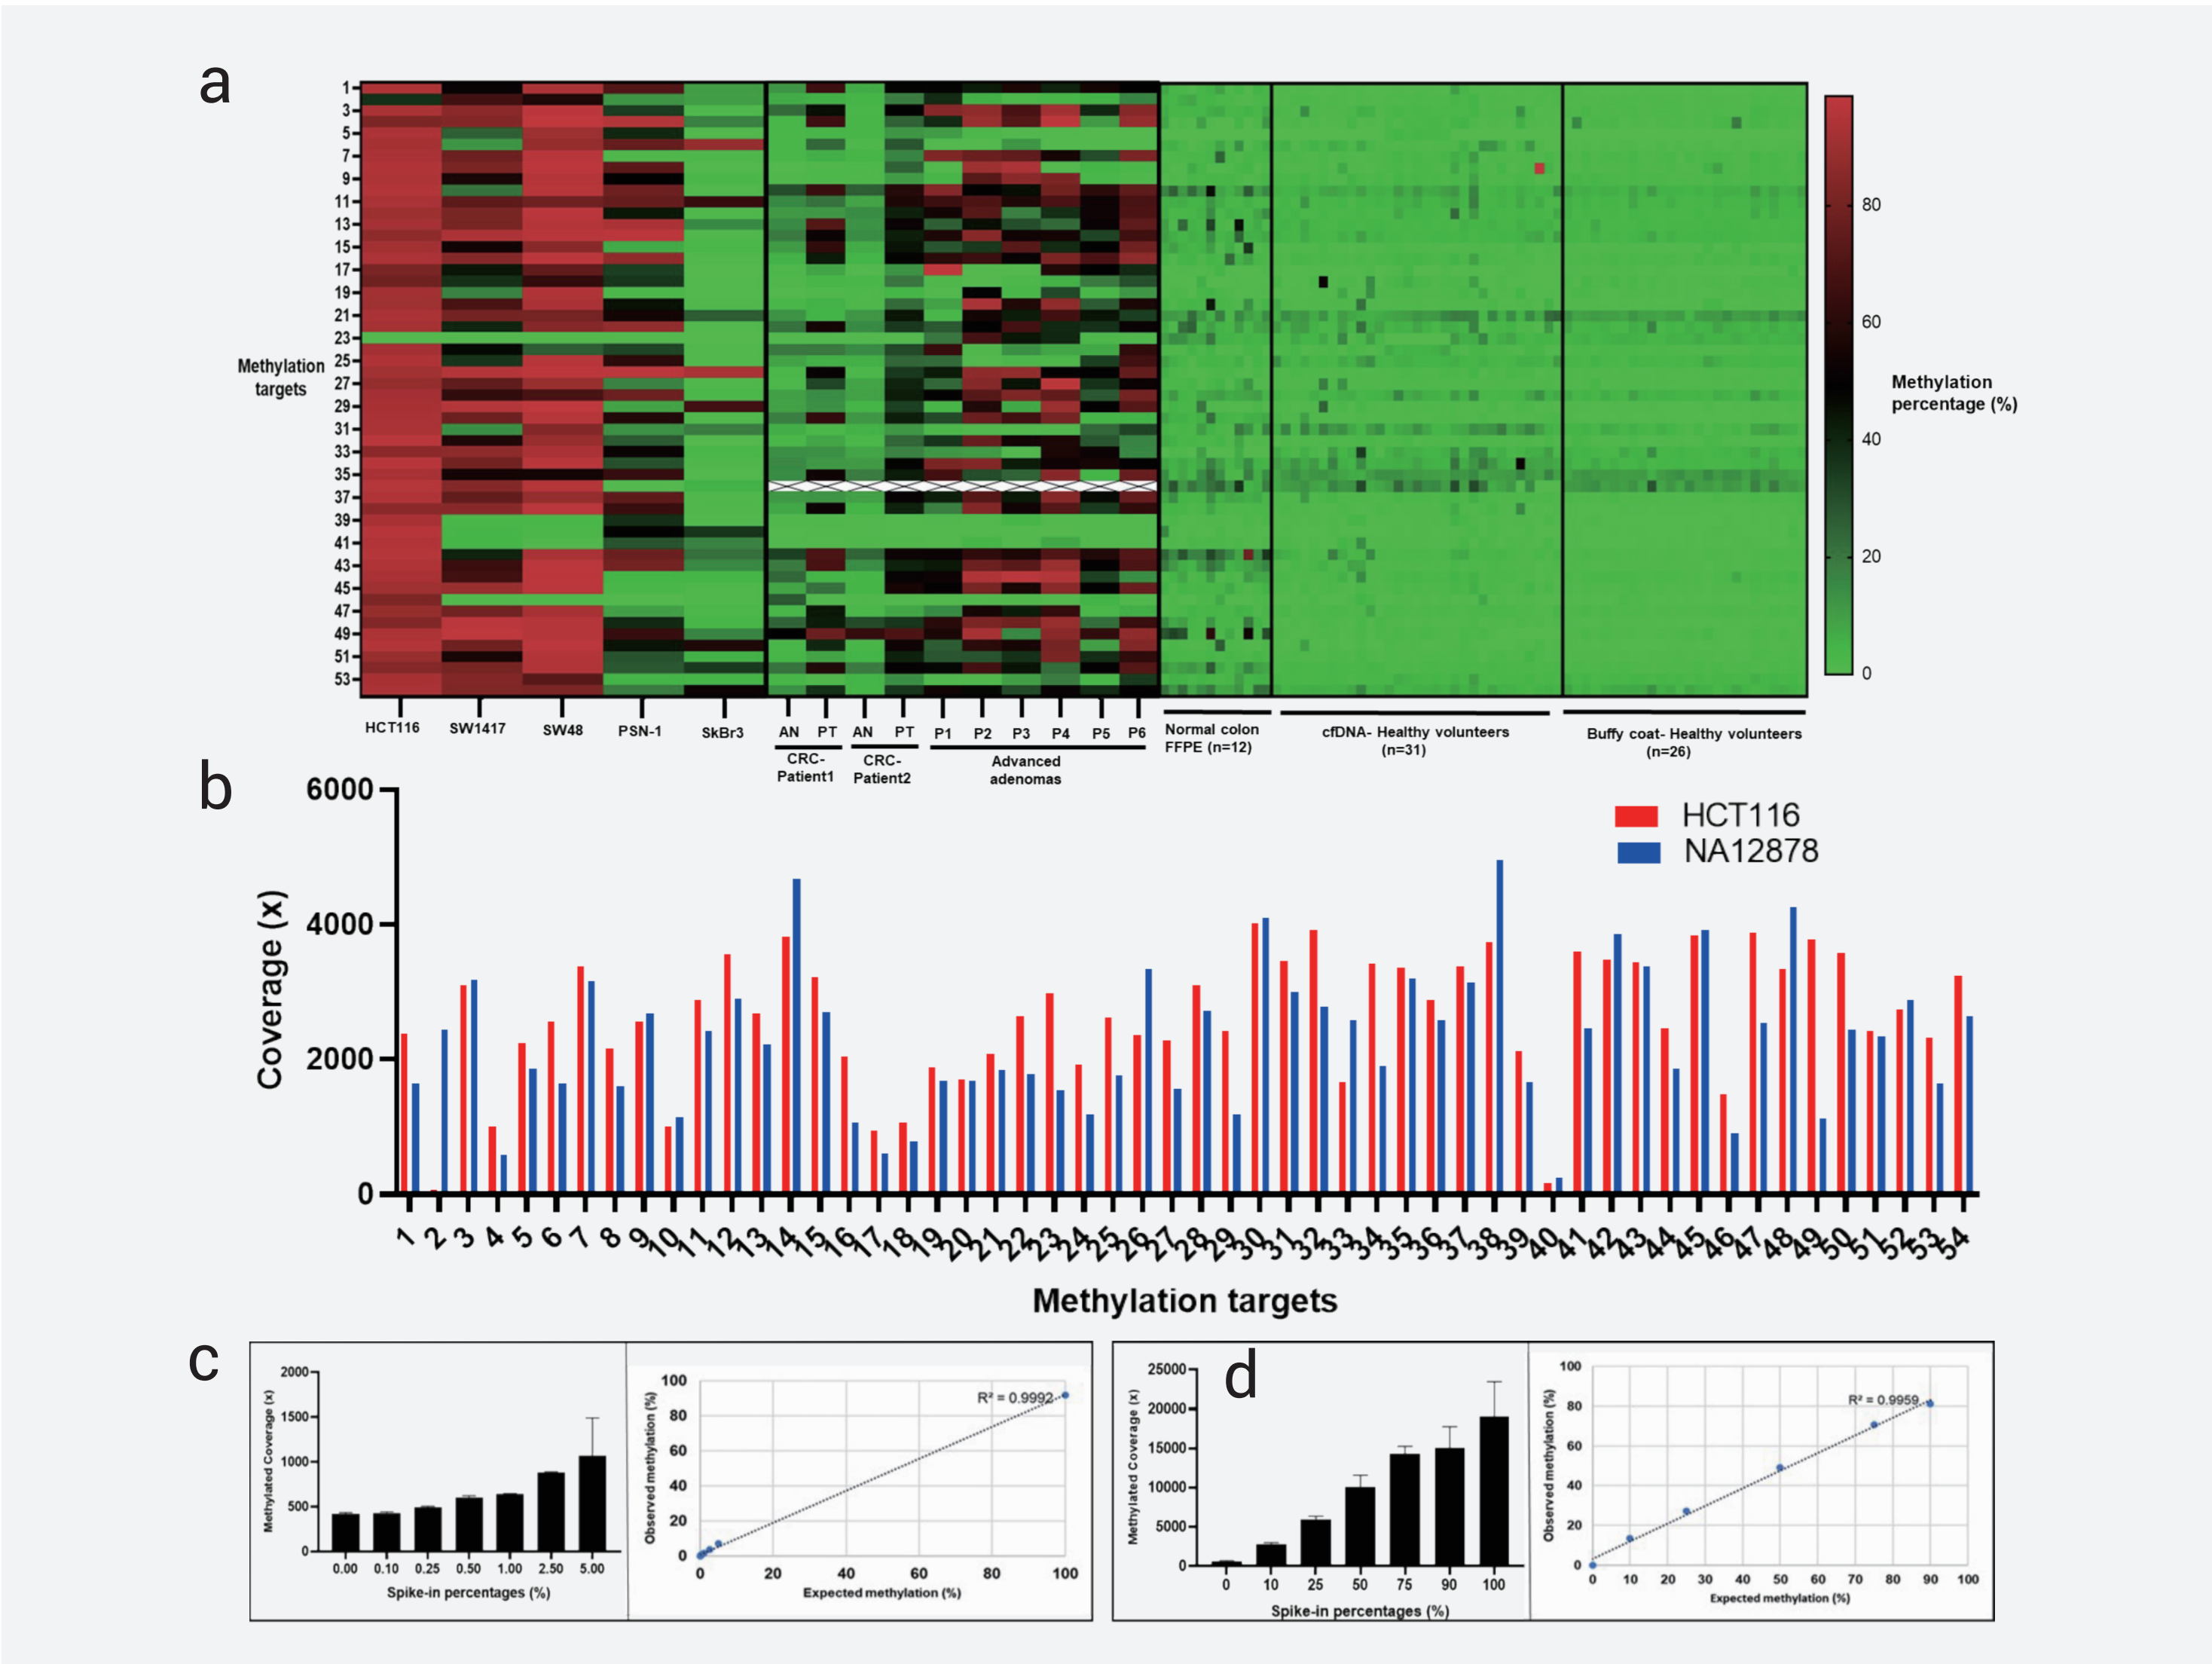 a
1
3
5
7
9
11
13
15
17
19
21
23
25
27
29
31
33
35
37
39
41
43
45
47
49
51
53
Methylation
targets
80
60
40
20
0
Methylation
percentage (%)
HCT116
SW1417
SW48
PSN-1
SkBr3
AN
PT
AN
PT
P1
P2
P3
P4
P5
P6
CRC-
Patient1
CRC-
Patient2
Advanced
adenomas
Normal colon
FFPE (n=12)
cfDNA- Healthy volunteers
(n=31)
Buffy coat- Healthy volunteers
(n=26)
b
6000
4000
2000
0
Coverage (x)
HCT116
NA12878
1 2 3 4 5 6 7 8 9 10 11 12 13 14 15 16 17 18 19 20 21 22 23 24 25 26 27 28 29 30 31 32 33 34 35 36 37 38 39 40 41 42 43 44 45 46 47 48 49 50 51 52 53 54
Methylation targets
c
2000
1500
1000
500
0
Methylated Coverage (x)
0.00 0.10 0.25 0.50 1.00 2.50 5.00
Spike-in percentages (%)
100
80
60
40
20
0
Observed methylation (%)
R² = 0.9992
0 20 40 60 80 100
Expected methylation (%)
d
25000
20000
15000
10000
5000
0
Methylated Coverage (x)
0 10 25 50 75 90 100
Spike-in percentages (%)
100
80
60
40
20
0
Observed methylation (%)
R² = 0.9959
0 10 20 30 40 50 60 70 80 90 100
Expected methylation (%)